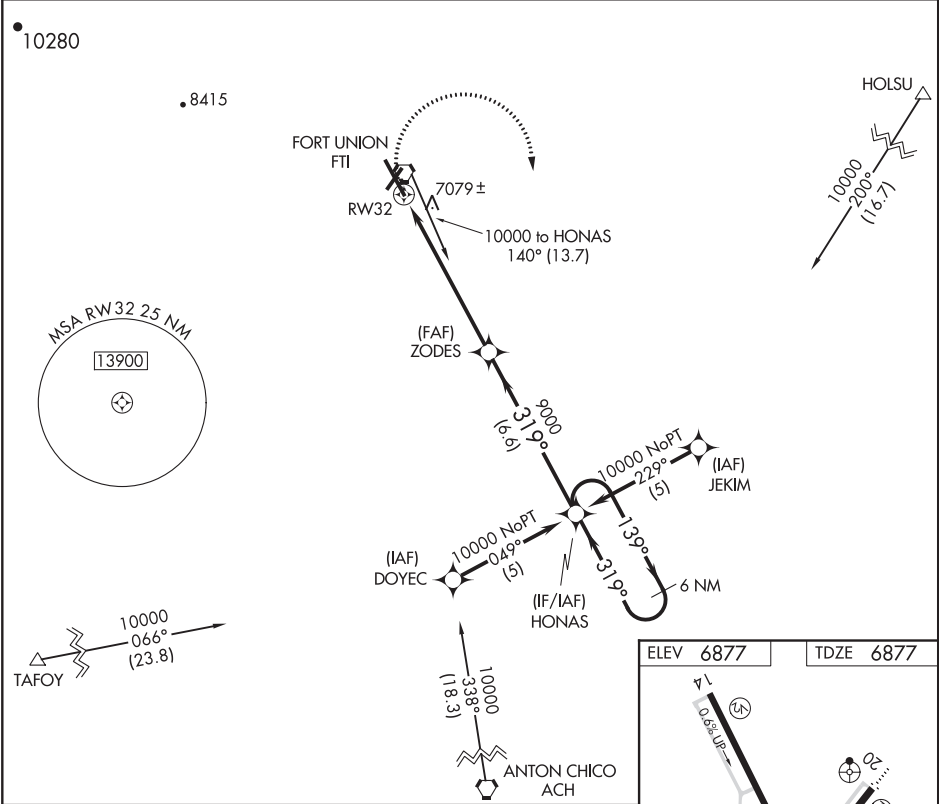 10280
8415
HOLSU
FORT UNION
FTI
7079±
RW32
10000
200°
(16.7)
10000 to HONAS
140° (13.7)
MSA RW32 25 NM
13900
(FAF)
ZODES
9000
319°
(6.6)
10000 NoPT
229°
(5)
(IAF)
JEKIM
10000 NoPT
049°
(5)
139°
319°
6 NM
(IAF)
DOYEC
(IF/IAF)
HONAS
10000
066°
(23.8)
TAFOY
10000
338°
(18.3)
ANTON CHICO
ACH
ELEV 6877
TDZE 6877
14
0.6% UP
20